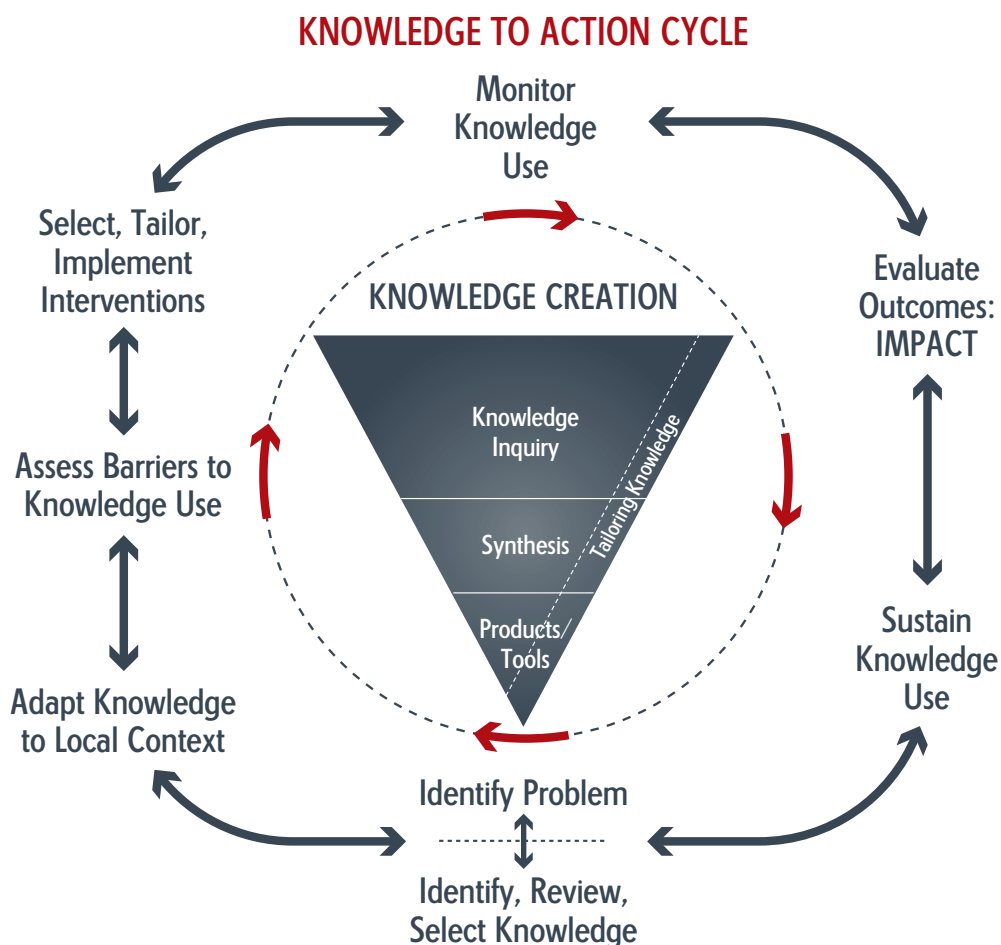 KNOWLEDGE TO ACTION CYCLE
Monitor
Knowledge
Use
Select, Tailor,
Implement
Interventions
Evaluate
Outcomes:
IMPACT
KNOWLEDGE CREATION
Knowledge
Inquiry
Tailoring Knowledge
Synthesis
Products/
Tools
Assess Barriers to
Knowledge Use
Sustain
Knowledge
Use
Adapt Knowledge
to Local Context
Identify Problem
Identify, Review,
Select Knowledge